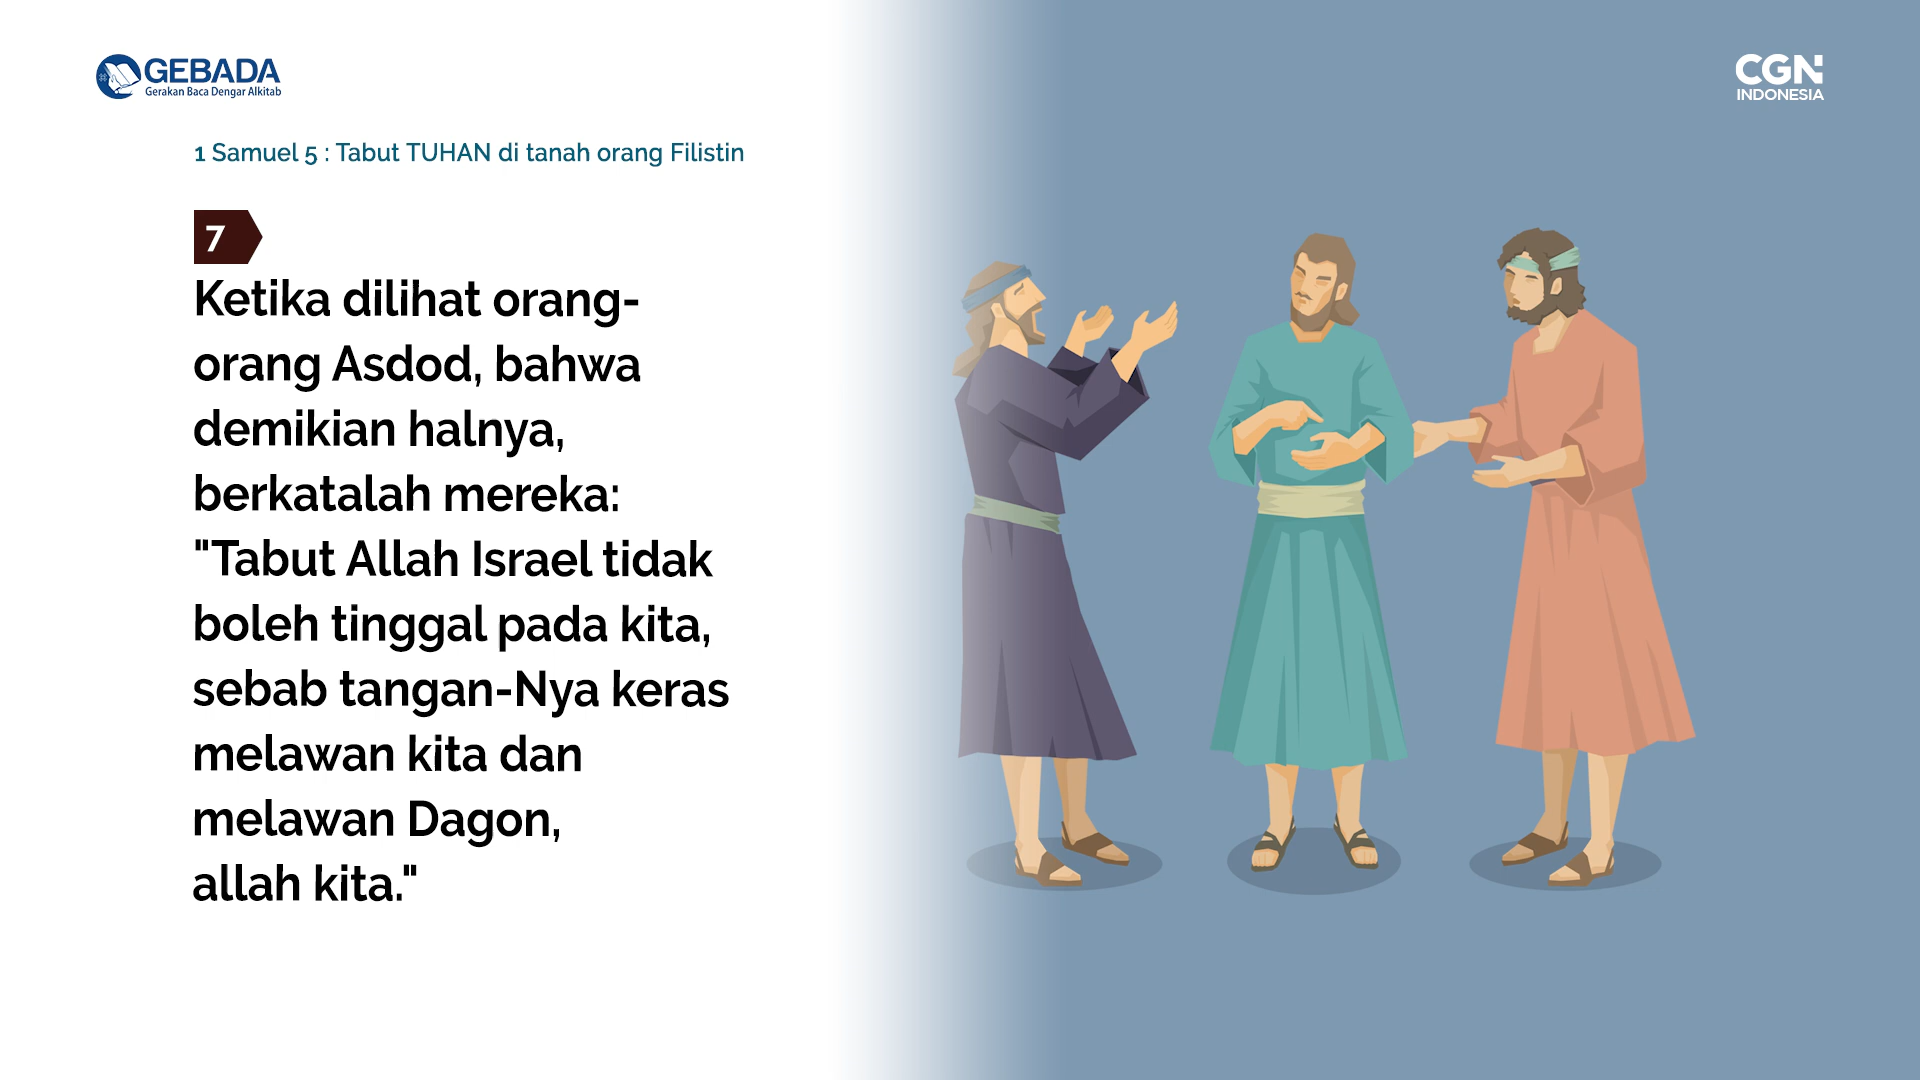 GEBADA
Gerakan Baca Dengar Alkitab
CGN
INDONESIA
1 Samuel 5 : Tabut TUHAN di tanah orang Filistin
7
Ketika dilihat orang-
orang Asdod, bahwa
demikian halnya,
berkatalah mereka:
"Tabut Allah Israel tidak
boleh tinggal pada kita,
sebab tangan-Nya keras
melawan kita dan
melawan Dagon,
allah kita."